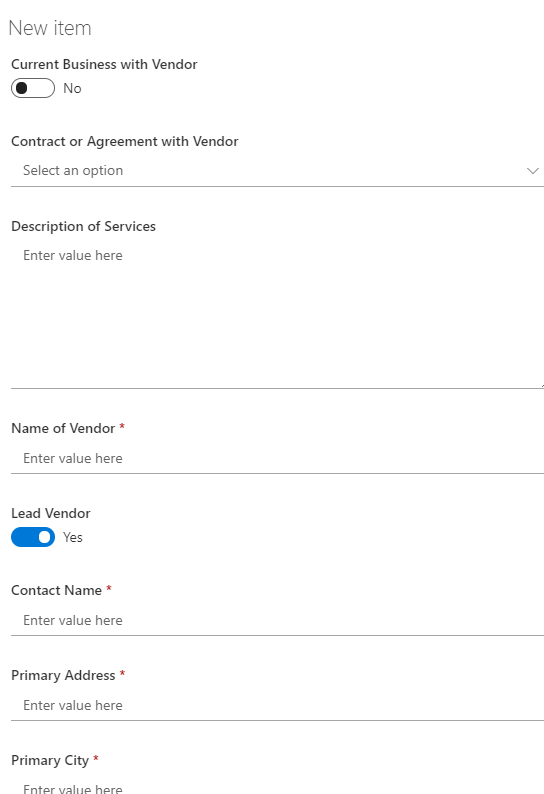 New item
Current Business with Vendor
No
Contract or Agreement with Vendor
Select an option
Description of Services
Enter value here
Name of Vendor *
Enter value here
Lead Vendor
Yes
Contact Name *
Enter value here
Primary Address *
Enter value here
Primary City *
Enter value here